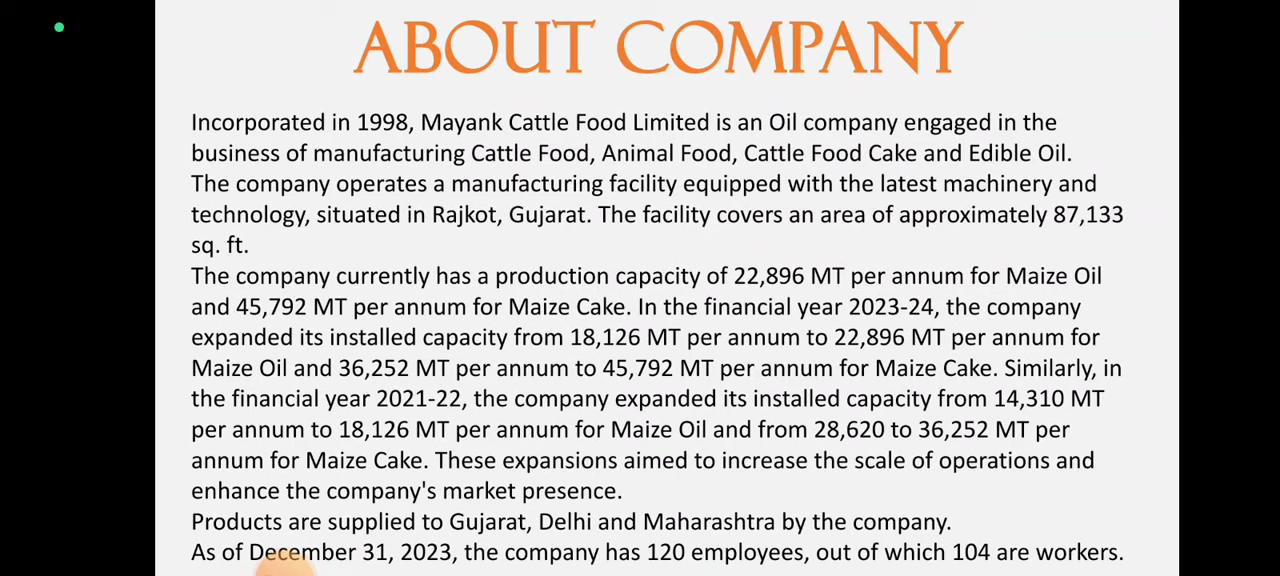 ABOUT COMPANY
Incorporated in 1998, Mayank Cattle Food Limited is an Oil company engaged in the
business of manufacturing Cattle Food, Animal Food, Cattle Food Cake and Edible Oil.
The company operates a manufacturing facility equipped with the latest machinery and
technology, situated in Rajkot, Gujarat. The facility covers an area of approximately 87,133
sq. ft.
The company currently has a production capacity of 22,896 MT per annum for Maize Oil
and 45,792 MT per annum for Maize Cake. In the financial year 2023-24, the company
expanded its installed capacity from 18,126 MT per annum to 22,896 MT per annum for
Maize Oil and 36,252 MT per annum to 45,792 MT per annum for Maize Cake. Similarly, in
the financial year 2021-22, the company expanded its installed capacity from 14,310 MT
per annum to 18,126 MT per annum for Maize Oil and from 28,620 to 36,252 MT per
annum for Maize Cake. These expansions aimed to increase the scale of operations and
enhance the company's market presence.
Products are supplied to Gujarat, Delhi and Maharashtra by the company.
As of December 31, 2023, the company has 120 employees, out of which 104 are workers.